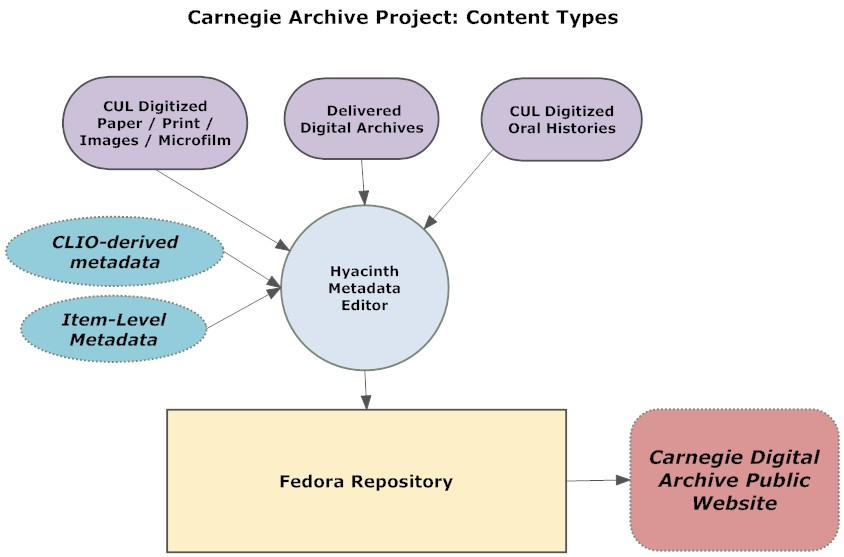 Carnegie Archive Project: Content Types
CUL Digitized
Paper / Print /
Images / Microfilm
Delivered
Digital Archives
CUL Digitized
Oral Histories
CLIO-derived
metadata
Item-Level
Metadata
Hyacinth
Metadata
Editor
Fedora Repository
Carnegie Digital
Archive Public
Website